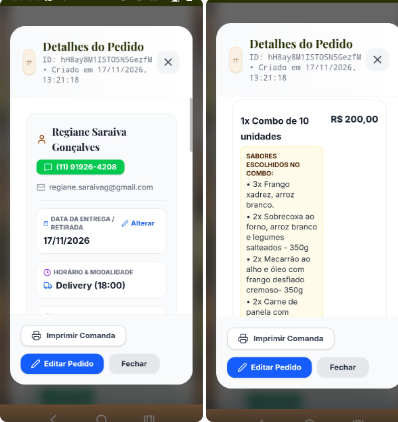 Detalhes do Pedido
#
ID: hH8ay8W1ISTOSN5GezfW
• Criado em 17/11/2026,
13:21:18
Regiane Saraiva
Gonçalves
(11) 91926-4208
regiane.saraivag@gmail.com
DATA DA ENTREGA /
RETIRADA
Alterar
17/11/2026
HORÁRIO & MODALIDADE
Delivery (18:00)
Imprimir Comanda
Editar Pedido
Fechar
Detalhes do Pedido
#
ID: hH8ay8W1ISTOSN5GezfW
• Criado em 17/11/2026,
13:21:18
1x Combo de 10
unidades
R$ 200,00
SABORES
ESCOLHIDOS NO
COMBO:
• 3x Frango
xadrez, arroz
branco.
• 2x Sobrecoxa ao
forno, arroz branco
e legumes
salteados - 350g
• 2x Macarrão ao
alho e óleo com
frango desfiado
cremoso- 350g
• 2x Carne de
panela com
Imprimir Comanda
Editar Pedido
Fechar